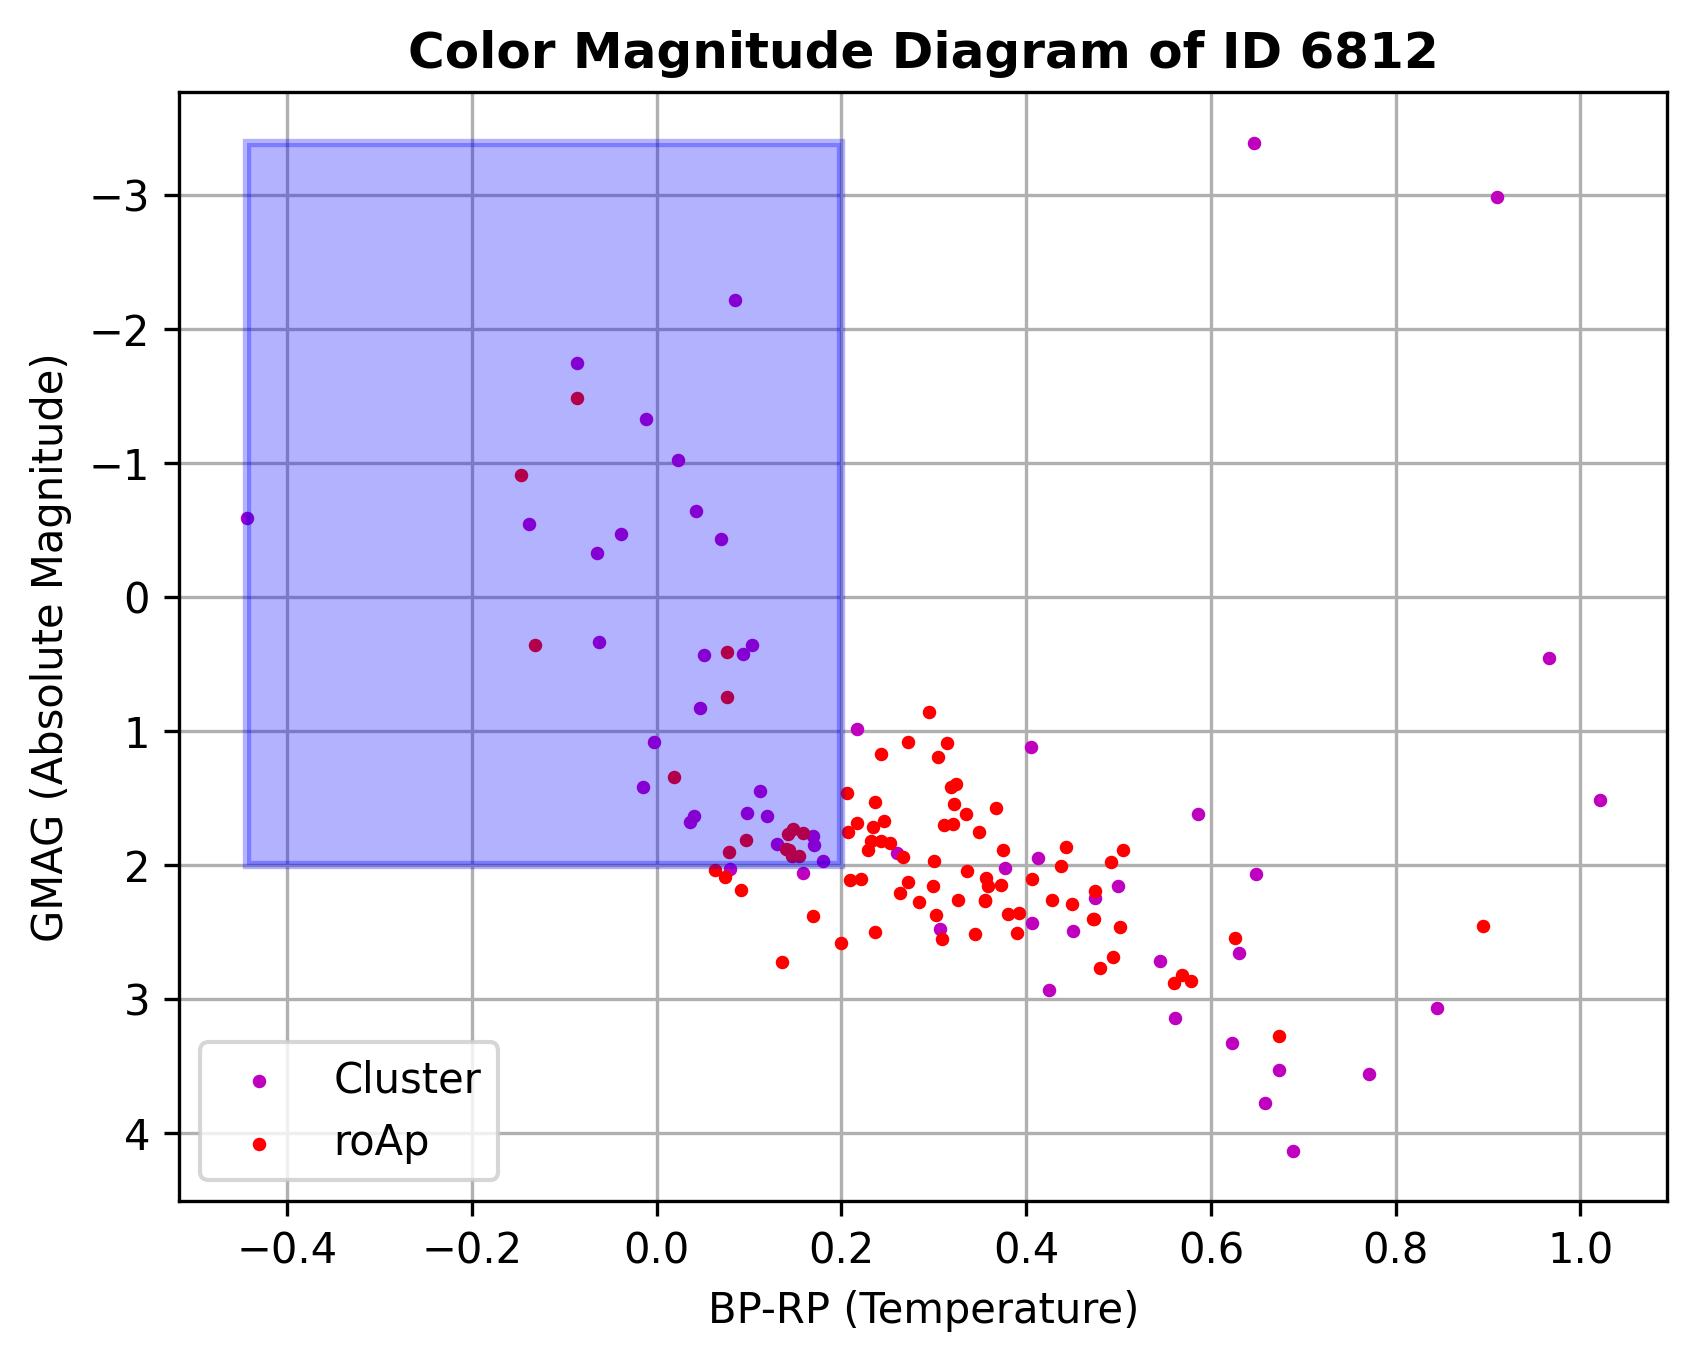 Color Magnitude Diagram of ID 6812
GMAG (Absolute Magnitude)
−3
−2
−1
0
1
2
3
4
Cluster
roAp
−0.4 −0.2 0.0 0.2 0.4 0.6 0.8 1.0
BP-RP (Temperature)